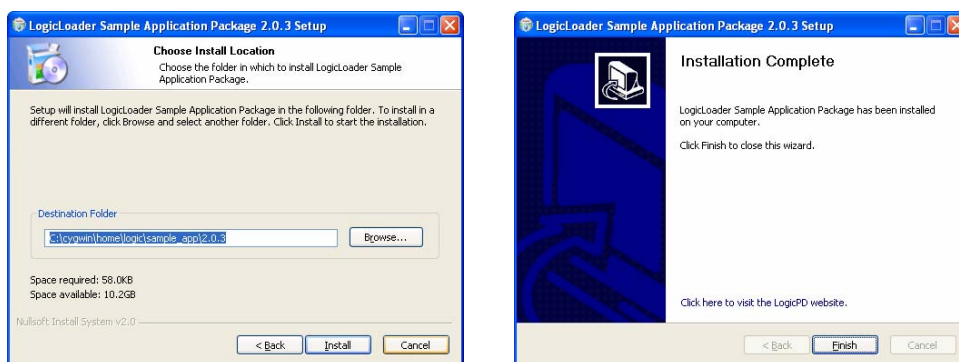 LogicLoader Sample Application Package 2.0.3 Setup
Choose Install Location
Choose the folder in which to install LogicLoader Sample
Application Package.
Setup will install LogicLoader Sample Application Package in the following folder. To install in a
different folder, click Browse and select another folder. Click Install to start the installation.
Destination Folder
C:\cygwin\home\logic\sample_app\2.0.3
Browse...
Space required: 58.0KB
Space available: 10.2GB
Nullsoft Install System v2.0
< Back
Install
Cancel
LogicLoader Sample Application Package 2.0.3 Setup
Installation Complete
LogicLoader Sample Application Package has been installed
on your computer.
Click Finish to close this wizard.
Click here to visit the LogicPD website.
< Back
Finish
Cancel